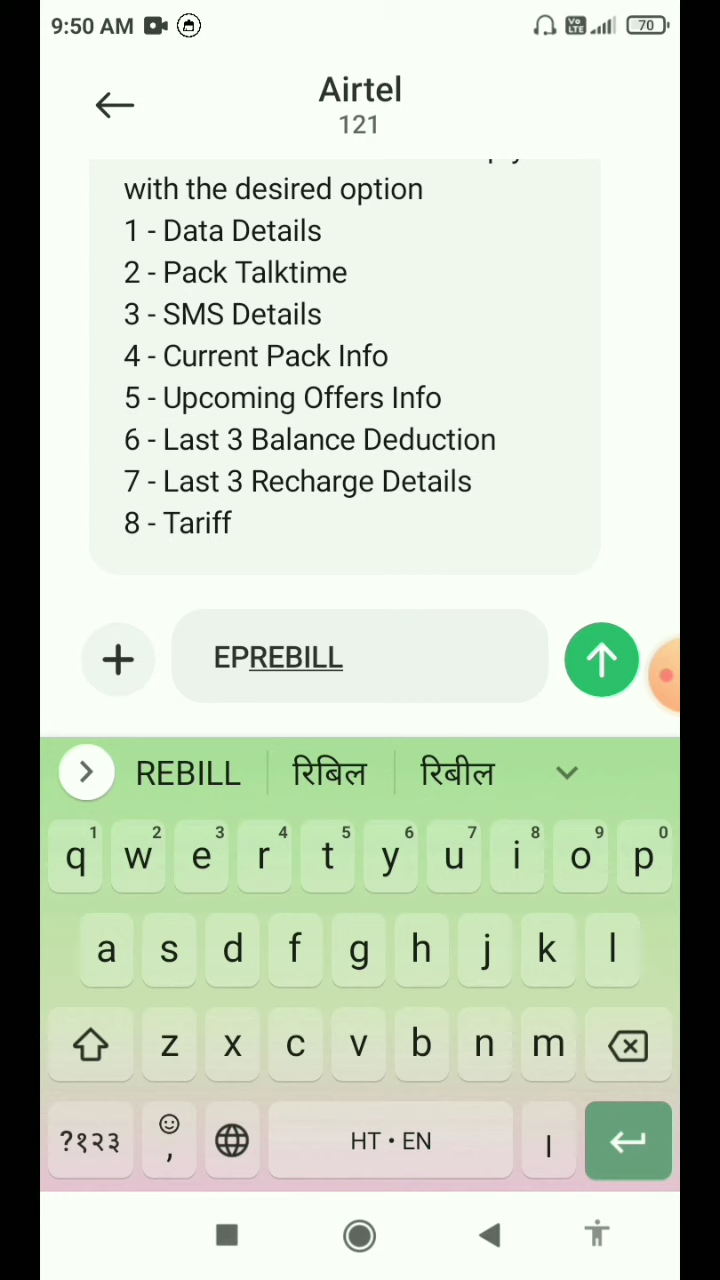 9:50 AM
Vo
LTE
70
Airtel
121
with the desired option
1 - Data Details
2 - Pack Talktime
3 - SMS Details
4 - Current Pack Info
5 - Upcoming Offers Info
6 - Last 3 Balance Deduction
7 - Last 3 Recharge Details
8 - Tariff
EPREBILL
REBILL रिबिल रिबील
1 2 3 4 5 6 7 8 9 0
q w e r t y u i o p
a s d f g h j k l
z x c v b n m
?१२३ , HT • EN ।